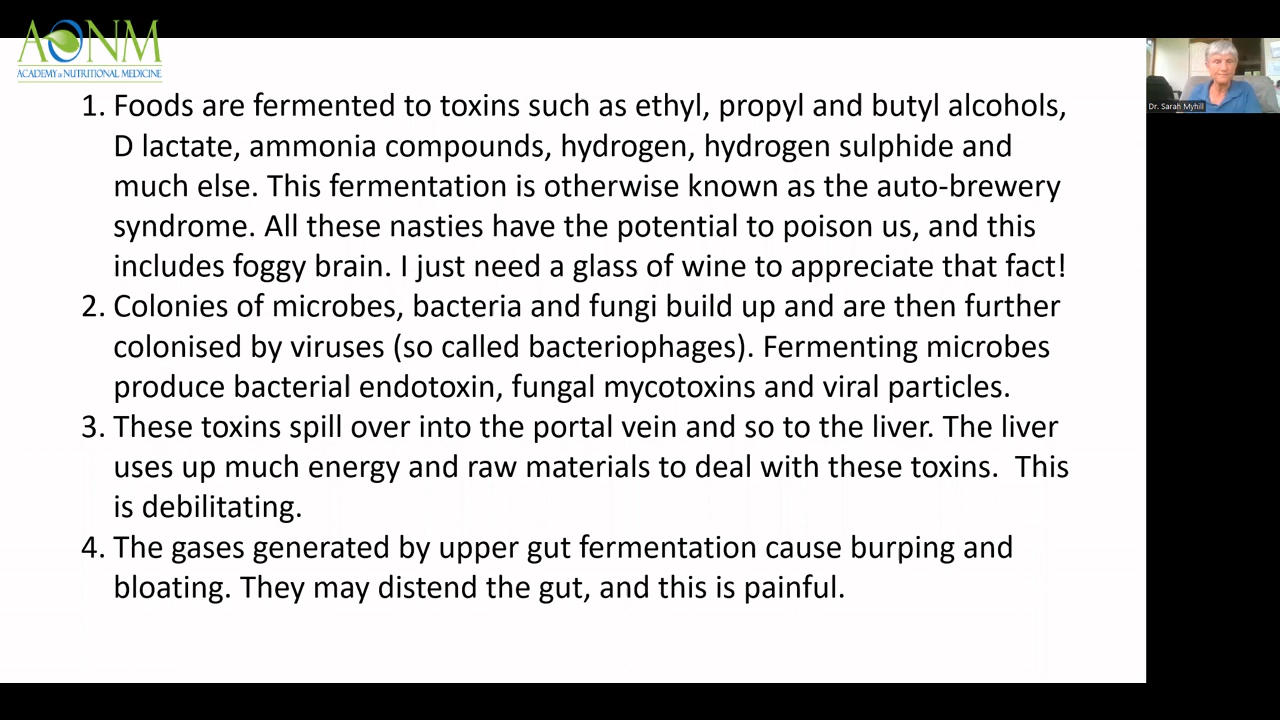 AONM
ACADEMY of NUTRITIONAL MEDICINE
Dr. Sarah Myhill
1. Foods are fermented to toxins such as ethyl, propyl and butyl alcohols,
D lactate, ammonia compounds, hydrogen, hydrogen sulphide and
much else. This fermentation is otherwise known as the auto-brewery
syndrome. All these nasties have the potential to poison us, and this
includes foggy brain. I just need a glass of wine to appreciate that fact!
2. Colonies of microbes, bacteria and fungi build up and are then further
colonised by viruses (so called bacteriophages). Fermenting microbes
produce bacterial endotoxin, fungal mycotoxins and viral particles.
3. These toxins spill over into the portal vein and so to the liver. The liver
uses up much energy and raw materials to deal with these toxins.  This
is debilitating.
4. The gases generated by upper gut fermentation cause burping and
bloating. They may distend the gut, and this is painful.